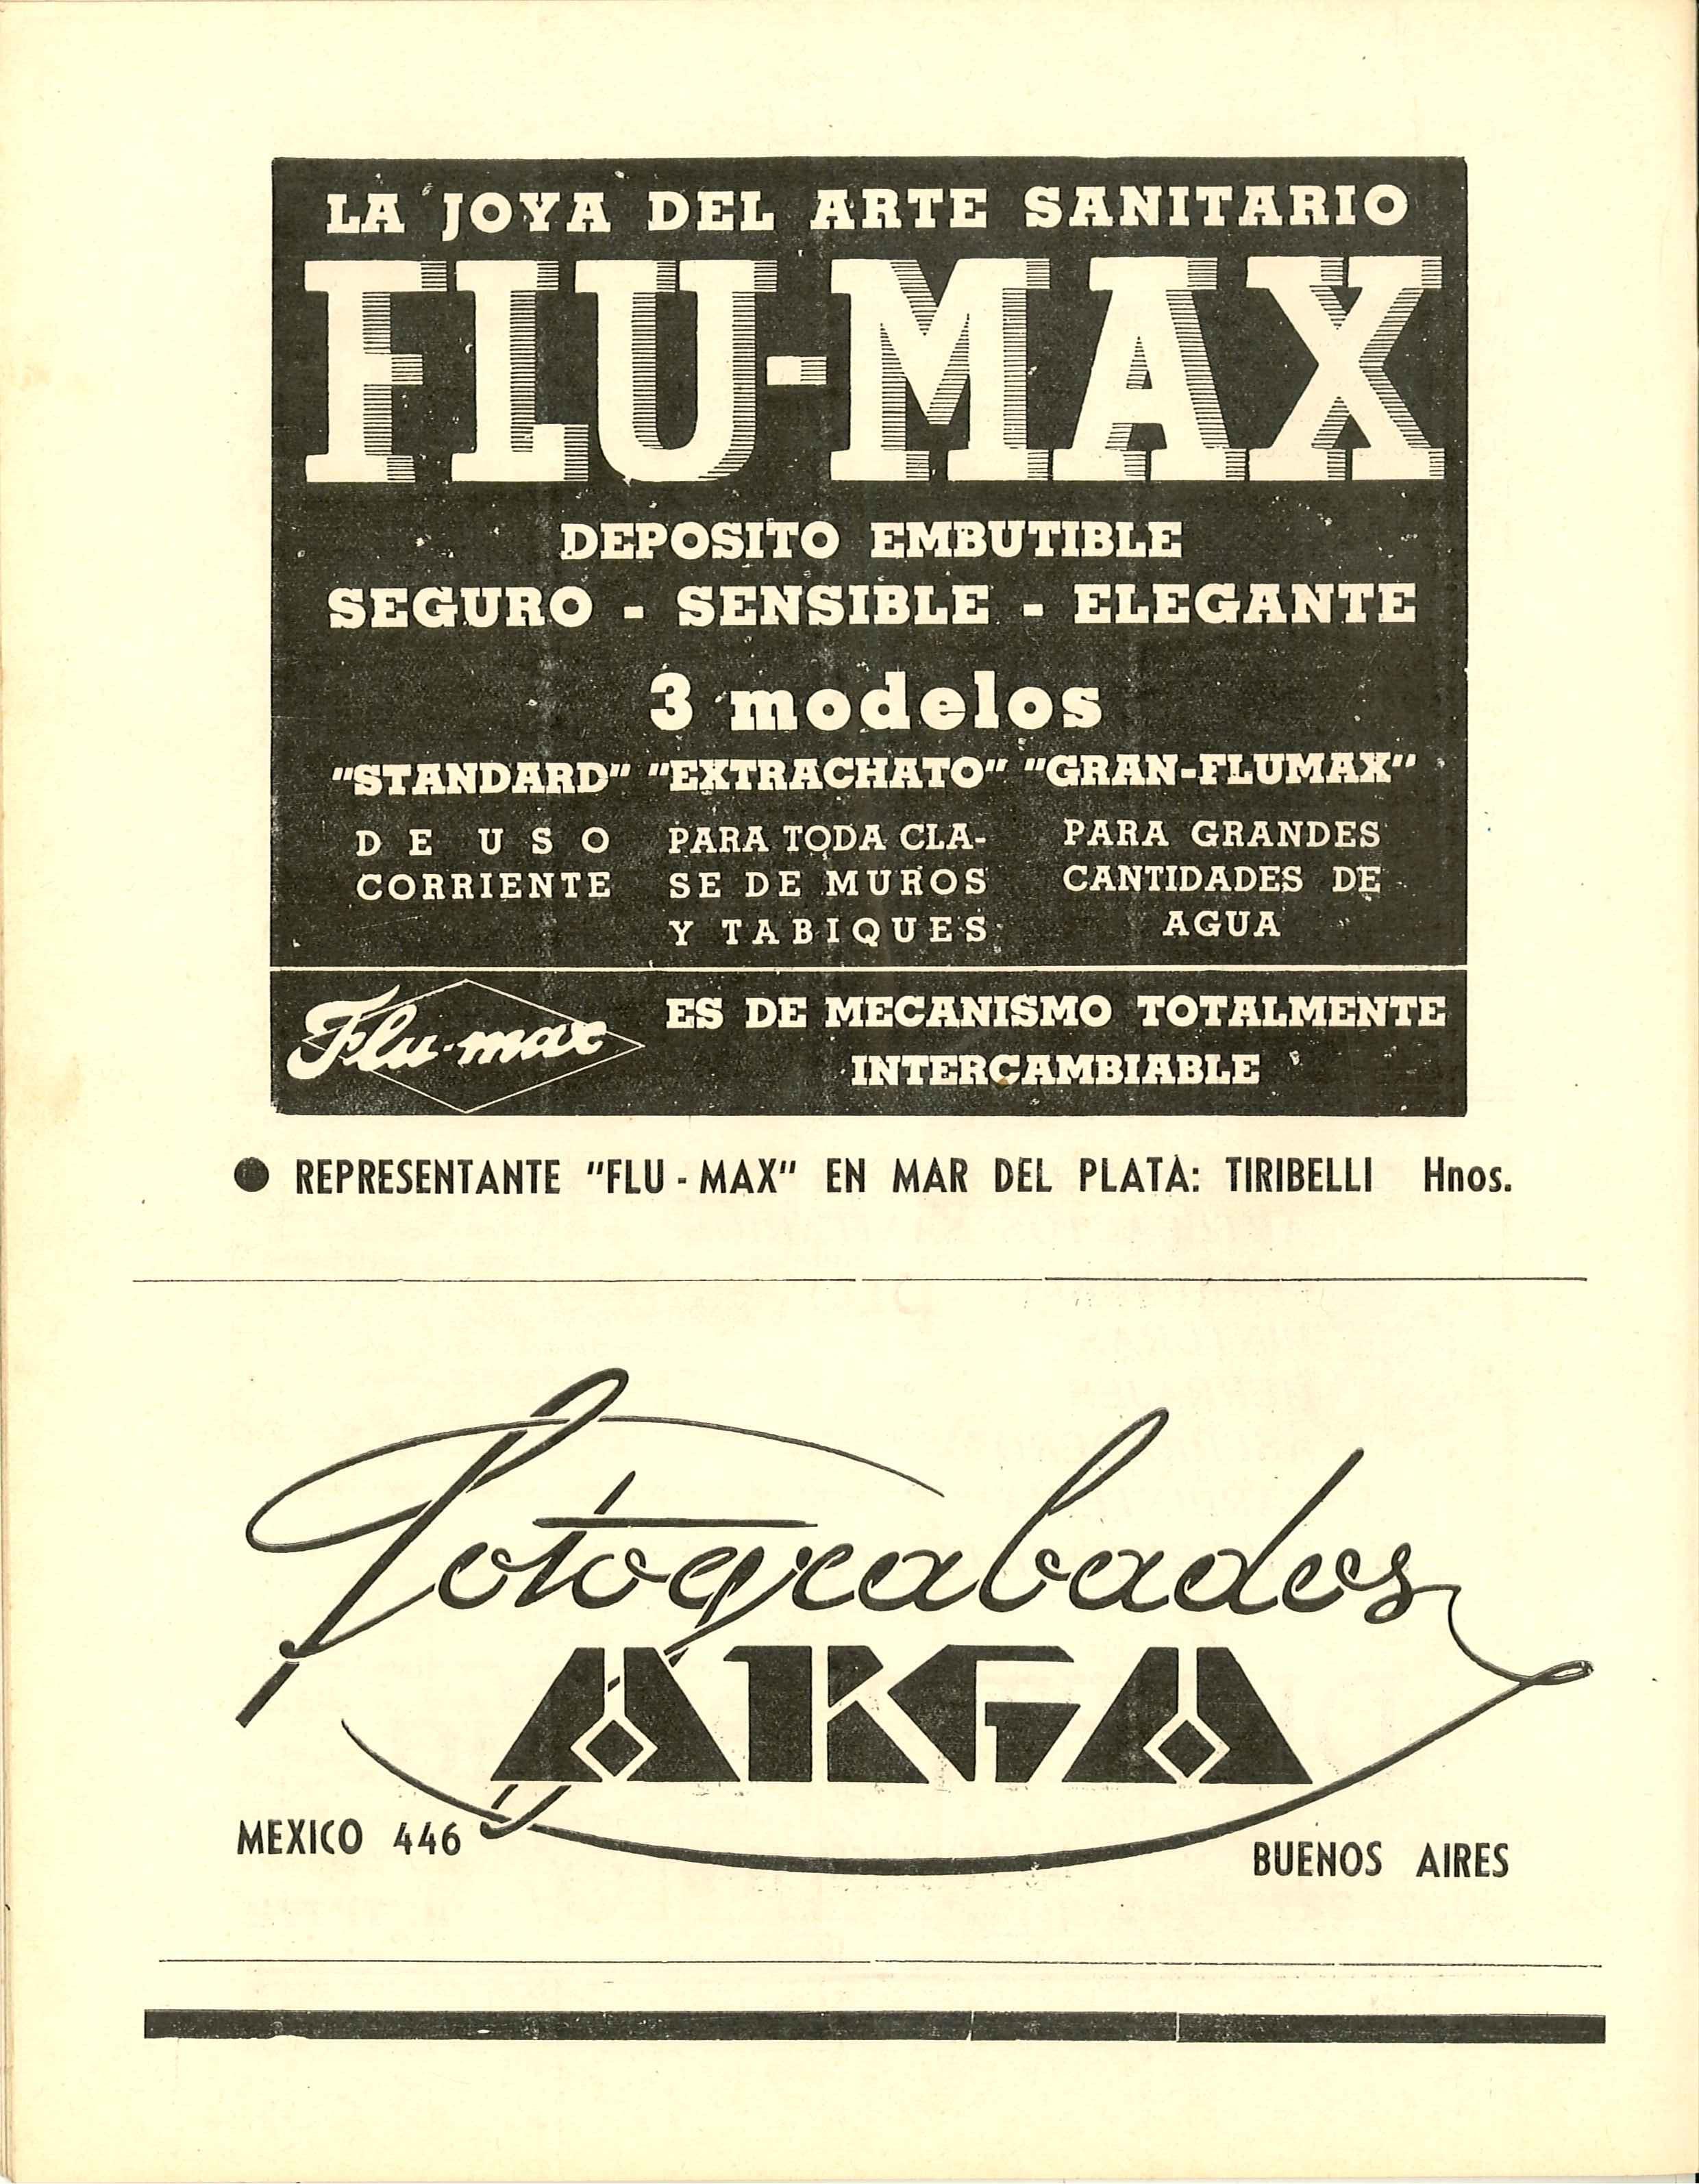 LA JOYA DEL ARTE SANITARIO
FLU-MAX
DEPOSITO EMBUTIBLE
SEGURO - SENSIBLE - ELEGANTE
3 modelos
"STANDARD" "EXTRACHATO" "GRAN-FLUMAX"
DE USO
CORRIENTE
PARA TODA CLA-
SE DE MUROS
Y TABIQUES
PARA GRANDES
CANTIDADES DE
AGUA
Flu-max
ES DE MECANISMO TOTALMENTE
INTERCAMBIABLE
● REPRESENTANTE "FLU - MAX" EN MAR DEL PLATA: TIRIBELLI Hnos.
Fotograbados
ARGA
MEXICO 446
BUENOS AIRES